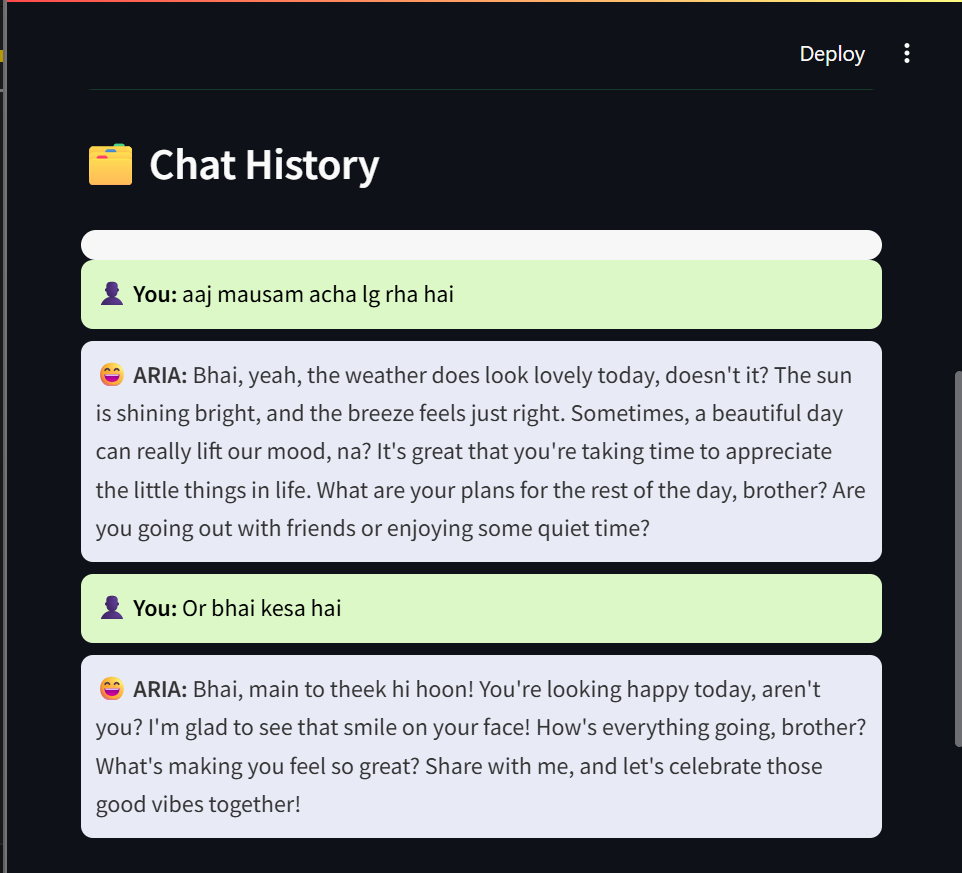 Deploy
Chat History
You: aaj mausam acha lg rha hai
ARIA: Bhai, yeah, the weather does look lovely today, doesn't it? The sun
is shining bright, and the breeze feels just right. Sometimes, a beautiful day
can really lift our mood, na? It's great that you're taking time to appreciate
the little things in life. What are your plans for the rest of the day, brother? Are
you going out with friends or enjoying some quiet time?
You: Or bhai kesa hai
ARIA: Bhai, main to theek hi hoon! You're looking happy today, aren't
you? I'm glad to see that smile on your face! How's everything going, brother?
What's making you feel so great? Share with me, and let's celebrate those
good vibes together!